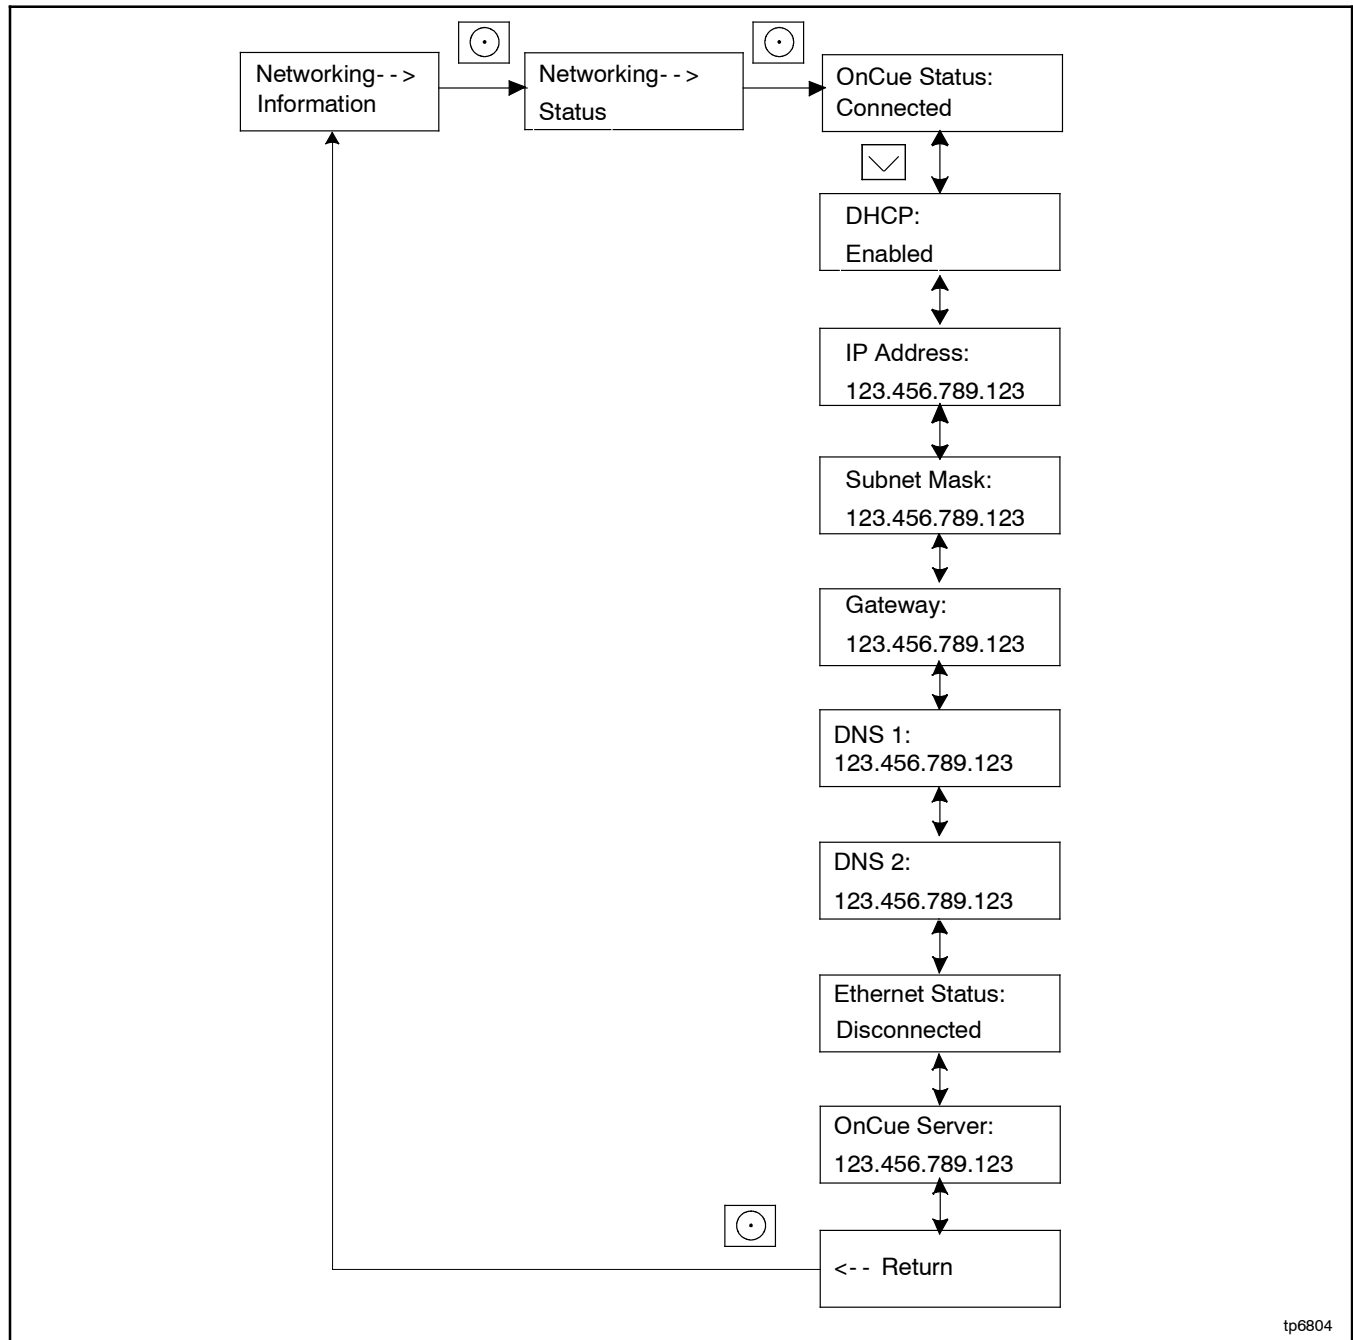 Networking-->
Information
Networking-->
Status
OnCue Status:
Connected
DHCP:
Enabled
IP Address:
123.456.789.123
Subnet Mask:
123.456.789.123
Gateway:
123.456.789.123
DNS 1:
123.456.789.123
DNS 2:
123.456.789.123
Ethernet Status:
Disconnected
OnCue Server:
123.456.789.123
<-- Return
tp6804